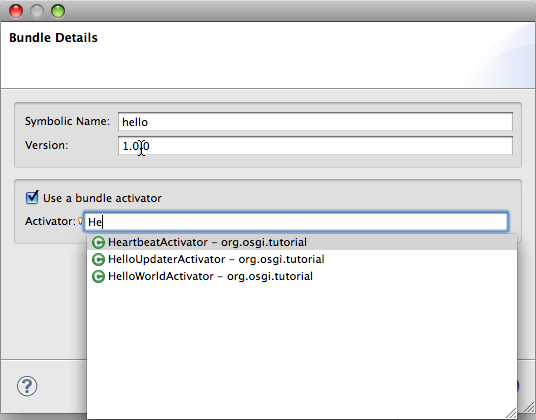 Bundle Details
Symbolic Name: hello
Version: 1.0.0
Use a bundle activator
Activator: He
HeartbeatActivator – org.osgi.tutorial
HelloUpdaterActivator – org.osgi.tutorial
HelloWorldActivator – org.osgi.tutorial
?